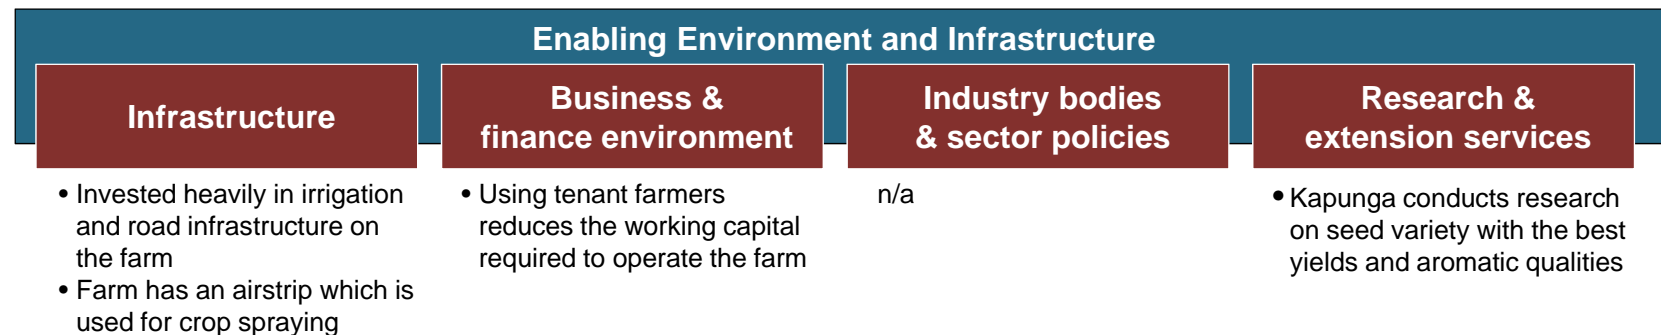 Enabling Environment and Infrastructure
Infrastructure
• Invested heavily in irrigation
and road infrastructure on
the farm
• Farm has an airstrip which is
used for crop spraying
Business &
finance environment
• Using tenant farmers
reduces the working capital
required to operate the farm
Industry bodies
& sector policies
n/a
Research &
extension services
• Kapunga conducts research
on seed variety with the best
yields and aromatic qualities